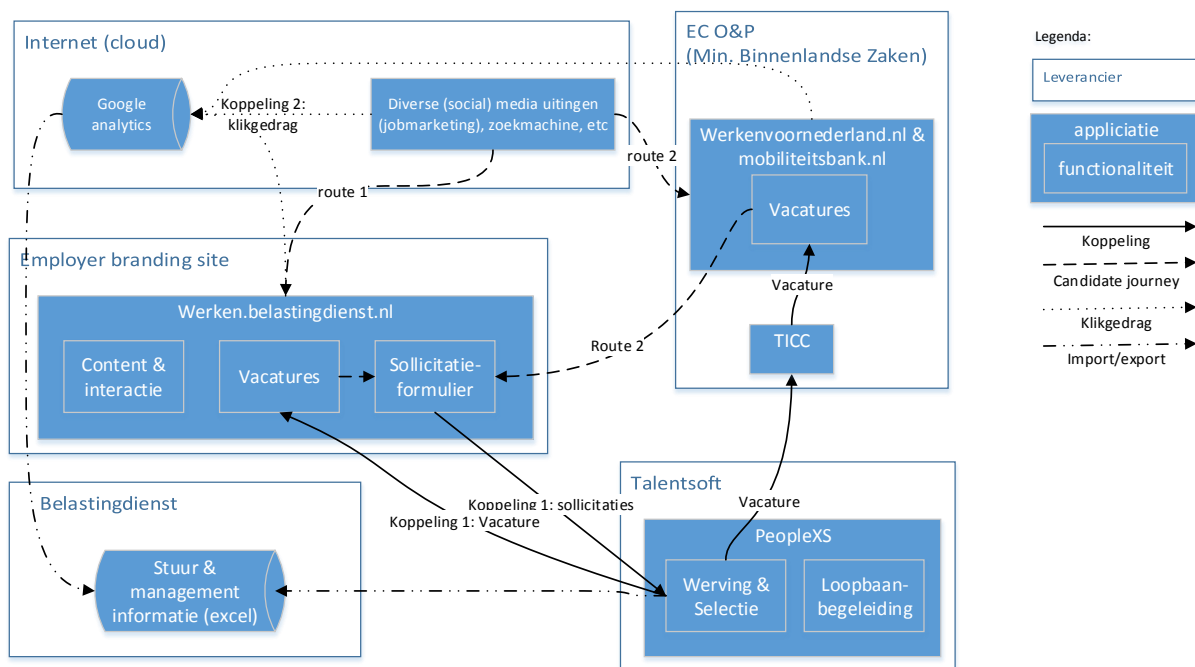 Internet (cloud)
Google
analytics
Koppeling 2:
klikgedrag
Diverse (social) media uitingen
(jobmarketing), zoekmachine, etc
route 1
route 2
EC O&P
(Min. Binnenlandse Zaken)
Werkenvoornederland.nl &
mobiliteitsbank.nl
Vacatures
Vacature
TICC
Route 2
Employer branding site
Werken.belastingdienst.nl
Content &
interactie
Vacatures
Sollicitatie-
formulier
Koppeling 1: sollicitaties
Koppeling 1: Vacature
Vacature
Belastingdienst
Stuur &
management
informatie (excel)
Talentsoft
PeopleXS
Werving &
Selectie
Loopbaan-
begeleiding
Legenda:
Leverancier
appliciatie
functionaliteit
Koppeling
Candidate journey
Klikgedrag
Import/export